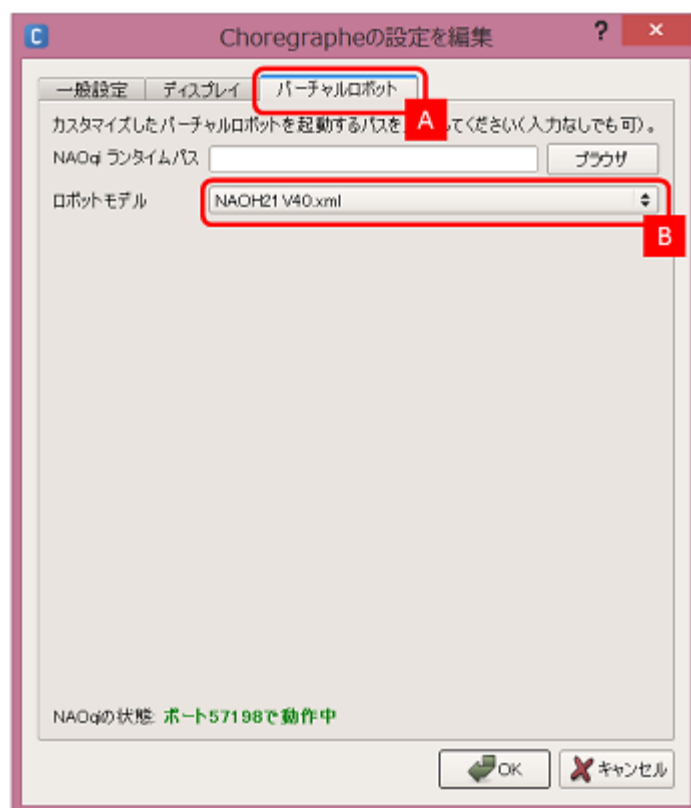 Choregrapheの設定を編集
?
×
一般設定
ディスプレイ
バーチャルロボット
A
カスタマイズしたバーチャルロボットを起動するパスを してください(入力なしでも可)。
NAOqi ランタイムパス
ブラウザ
ロボットモデル
NAOH21 V40.xml
B
NAOqiの状態: ポート57198で動作中
OK
キャンセル